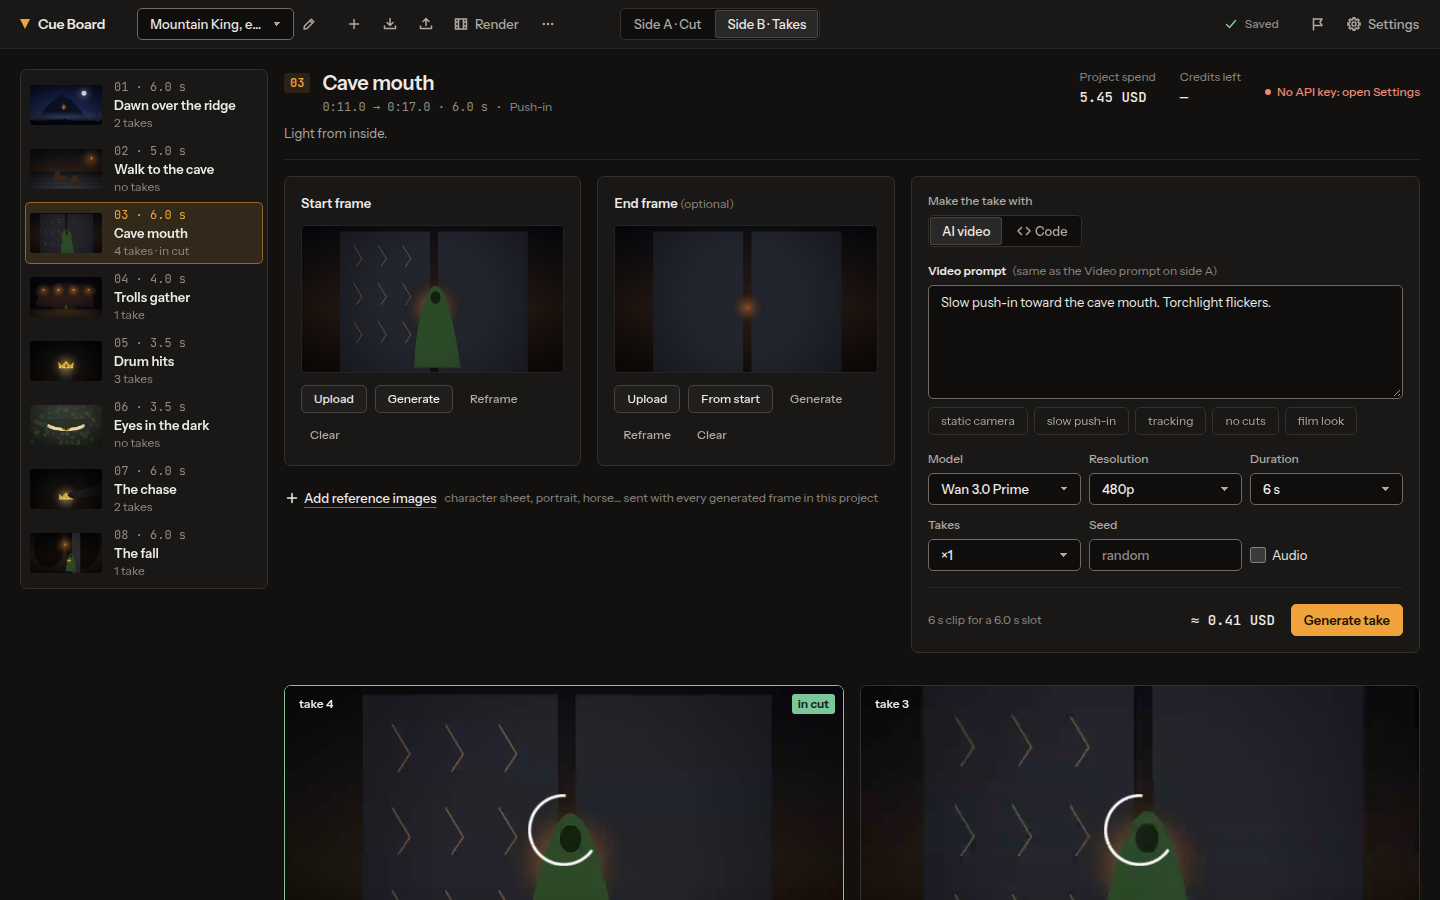 Cue Board
Mountain King, e...
Render
Side A · Cut
Side B · Takes
Saved
Settings
01 · 6.0 s
Dawn over the ridge
2 takes
02 · 5.0 s
Walk to the cave
no takes
03 · 6.0 s
Cave mouth
4 takes · in cut
04 · 4.0 s
Trolls gather
1 take
05 · 3.5 s
Drum hits
3 takes
06 · 3.5 s
Eyes in the dark
no takes
07 · 6.0 s
The chase
2 takes
08 · 6.0 s
The fall
1 take
03 Cave mouth
0:11.0 → 0:17.0 · 6.0 s · Push-in
Light from inside.
Project spend
5.45 USD
Credits left
—
No API key: open Settings
Start frame
Upload Generate Reframe
Clear
End frame (optional)
Upload From start Generate
Reframe Clear
+ Add reference images character sheet, portrait, horse... sent with every generated frame in this project
Make the take with
AI video <> Code
Video prompt (same as the Video prompt on side A)
Slow push-in toward the cave mouth. Torchlight flickers.
static camera slow push-in tracking no cuts film look
Model Resolution Duration
Wan 3.0 Prime 480p 6 s
Takes Seed
×1 random Audio
6 s clip for a 6.0 s slot ≈ 0.41 USD Generate take
take 4 in cut
take 3